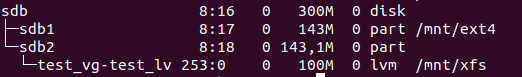 sdb 8:16 0 300M 0 disk
├─sdb1 8:17 0 143M 0 part /mnt/ext4
└─sdb2 8:18 0 143,1M 0 part
└─test_vg-test_lv 253:0 0 100M 0 lvm /mnt/xfs